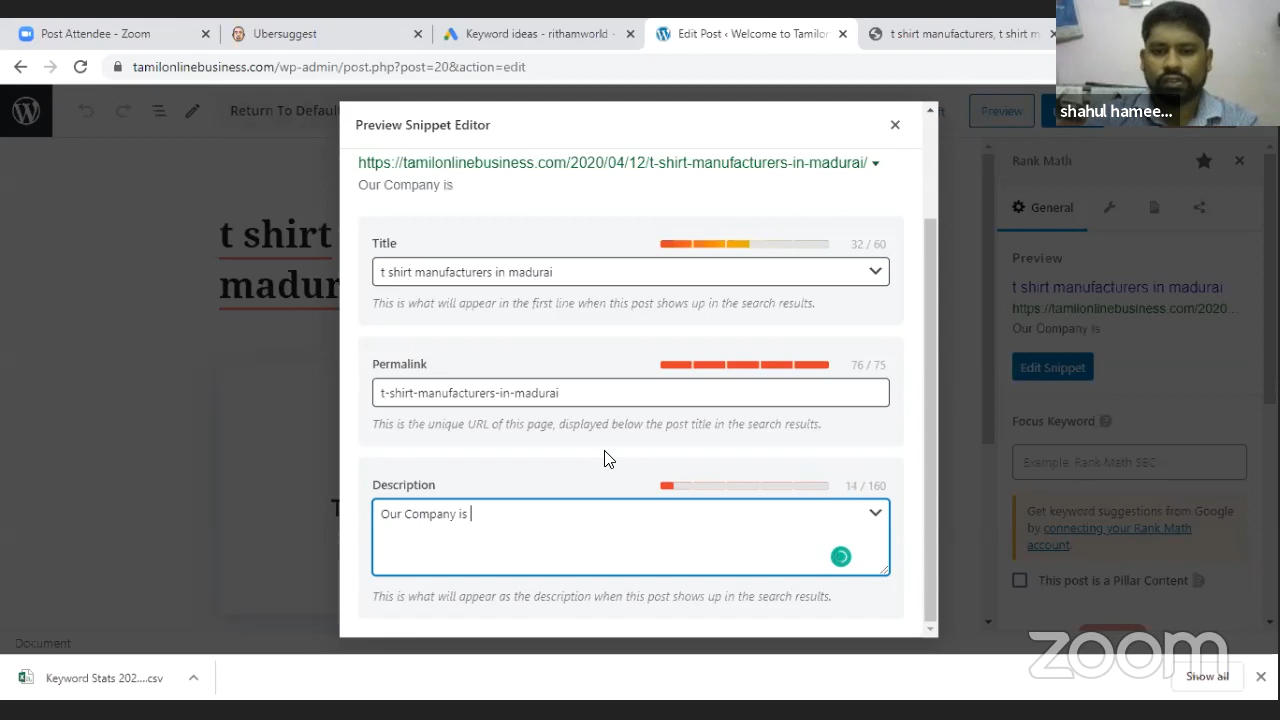 Post Attendee - Zoom
Ubersuggest
Keyword ideas - rithamworld -
Edit Post ‹ Welcome to Tamilor
t shirt manufacturers, t shirt m
tamilonlinebusiness.com/wp-admin/post.php?post=20&action=edit
shahul hamee...
Return To Default
Preview
Preview Snippet Editor
https://tamilonlinebusiness.com/2020/04/12/t-shirt-manufacturers-in-madurai/
Our Company is
t shirt
madur
Title
32 / 60
t shirt manufacturers in madurai
This is what will appear in the first line when this post shows up in the search results.
Permalink
76 / 75
t-shirt-manufacturers-in-madurai
This is the unique URL of this page, displayed below the post title in the search results.
Description
14 / 160
Our Company is
This is what will appear as the description when this post shows up in the search results.
Rank Math
General
Preview
t shirt manufacturers in madurai
https://tamilonlinebusiness.com/2020...
Our Company is
Edit Snippet
Focus Keyword
Example: Rank Math SEO
Get keyword suggestions from Google
by connecting your Rank Math
account.
This post is a Pillar Content
Document
zoom
Keyword Stats 202....csv
Show all